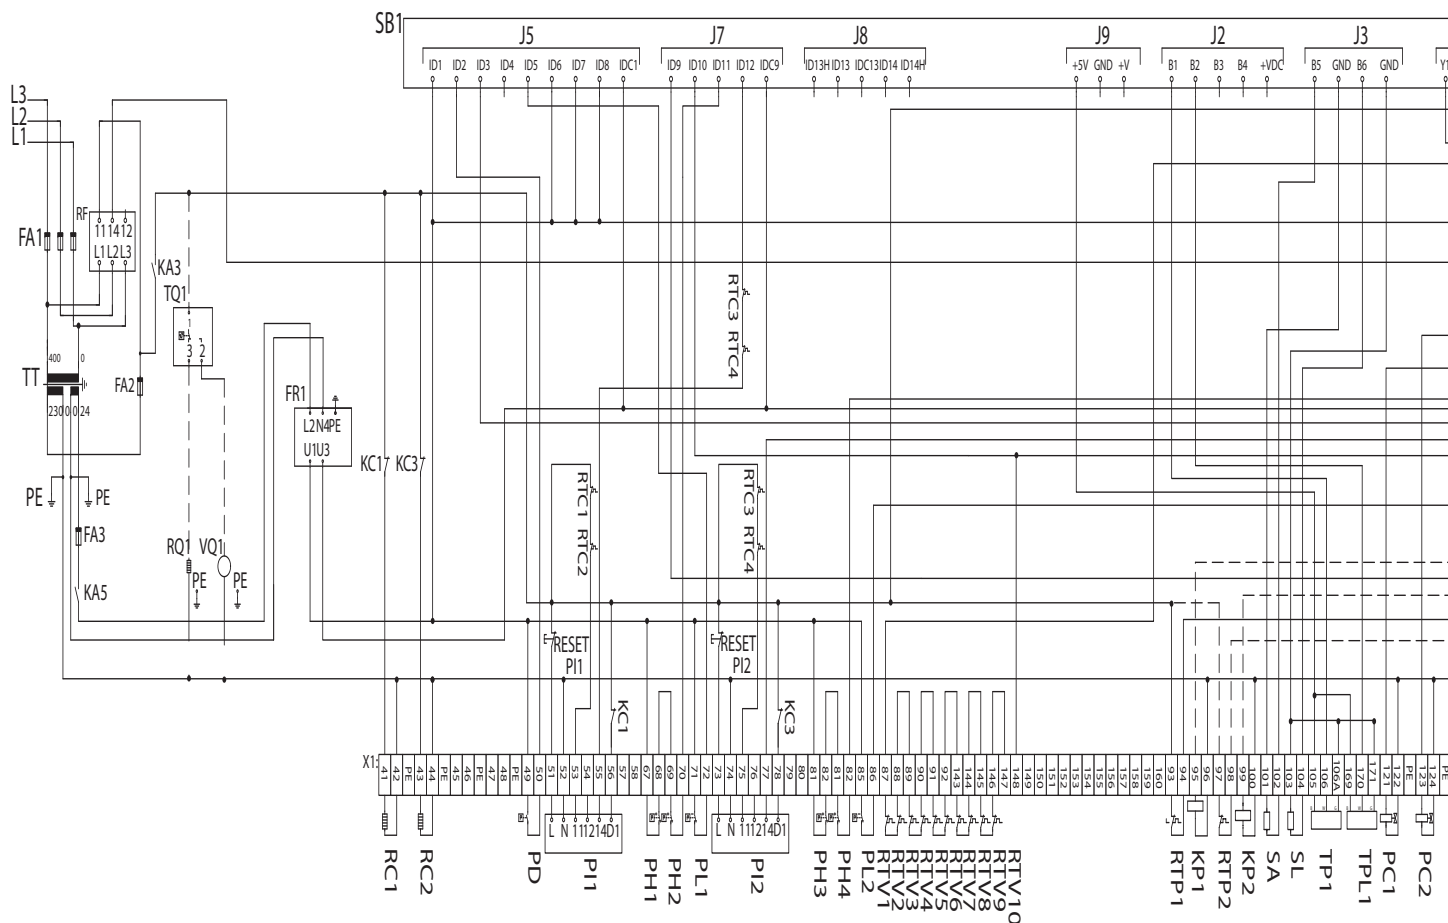 SB1
J5 J7 J8 J9 J2 J3
ID1 ID2 ID3 ID4 ID5 ID6 ID7 ID8 IDC1 ID9 ID10 ID11 ID12 IDC9 ID13H ID13 IDC13 ID14 ID14H +5V GND +V B1 B2 B3 B4 +VDC B5 GND B6 GND Y1
L3
L2
L1
RF
11 14 12
L1 L2 L3
FA1
KA3
TQ1
3 2
400 0
TT
FA2
230 0 0 24
FR1
L2 N4 PE
U1 U3
RTC3 RTC4
KC1 KC3
PE PE
FA3
RTC1 RTC2
RTC3 RTC4
RQ1 VQ1
PE PE
KA5
RESET
PI1
RESET
PI2
KC1
KC3
X1:
41 42 PE 43 44 PE 45 46 PE 47 48 PE 49 50 51 52 53 54 55 56 57 58 67 68 69 70 71 72 73 74 75 76 77 78 79 80 81 82 81 82 85 86 87 88 89 90 91 92 143 144 145 146 147 148 149 150 151 152 153 154 155 156 157 158 159 160 93 94 95 96 97 98 99 100 101 102 103 104 105 106 106A 169 170 171 121 122 PE 123 124 PE
L N 11 12 14 D1
L N 11 12 14 D1
RC1 RC2 PD PI1 PH1 PH2 PL1 PI2 PH3 PH4 PL2 RTV1 RTV2 RTV3 RTV4 RTV5 RTV6 RTV7 RTV8 RTV9 RTV10 RTP1 KP1 RTP2 KP2 SA SL TP1 TPL1 PC1 PC2